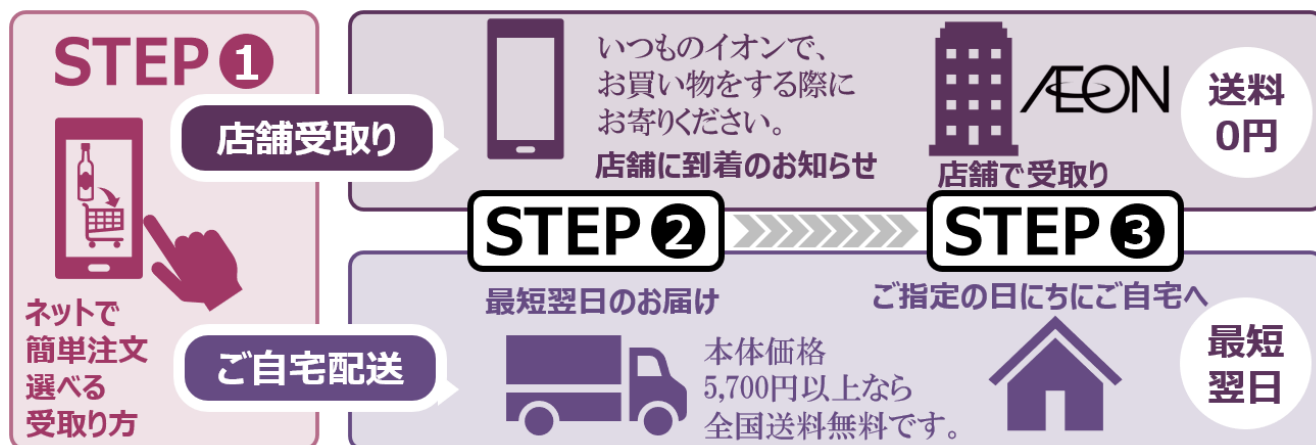 STEP❶
ネットで
簡単注文
選べる
受取り方
店舗受取り
いつものイオンで、
お買い物をする際に
お寄りください。
店舗に到着のお知らせ
ÆON
店舗で受取り
送料
0円
STEP❷
STEP❸
ご自宅配送
最短翌日のお届け
本体価格
5,700円以上なら
全国送料無料です。
ご指定の日にちにご自宅へ
最短
翌日